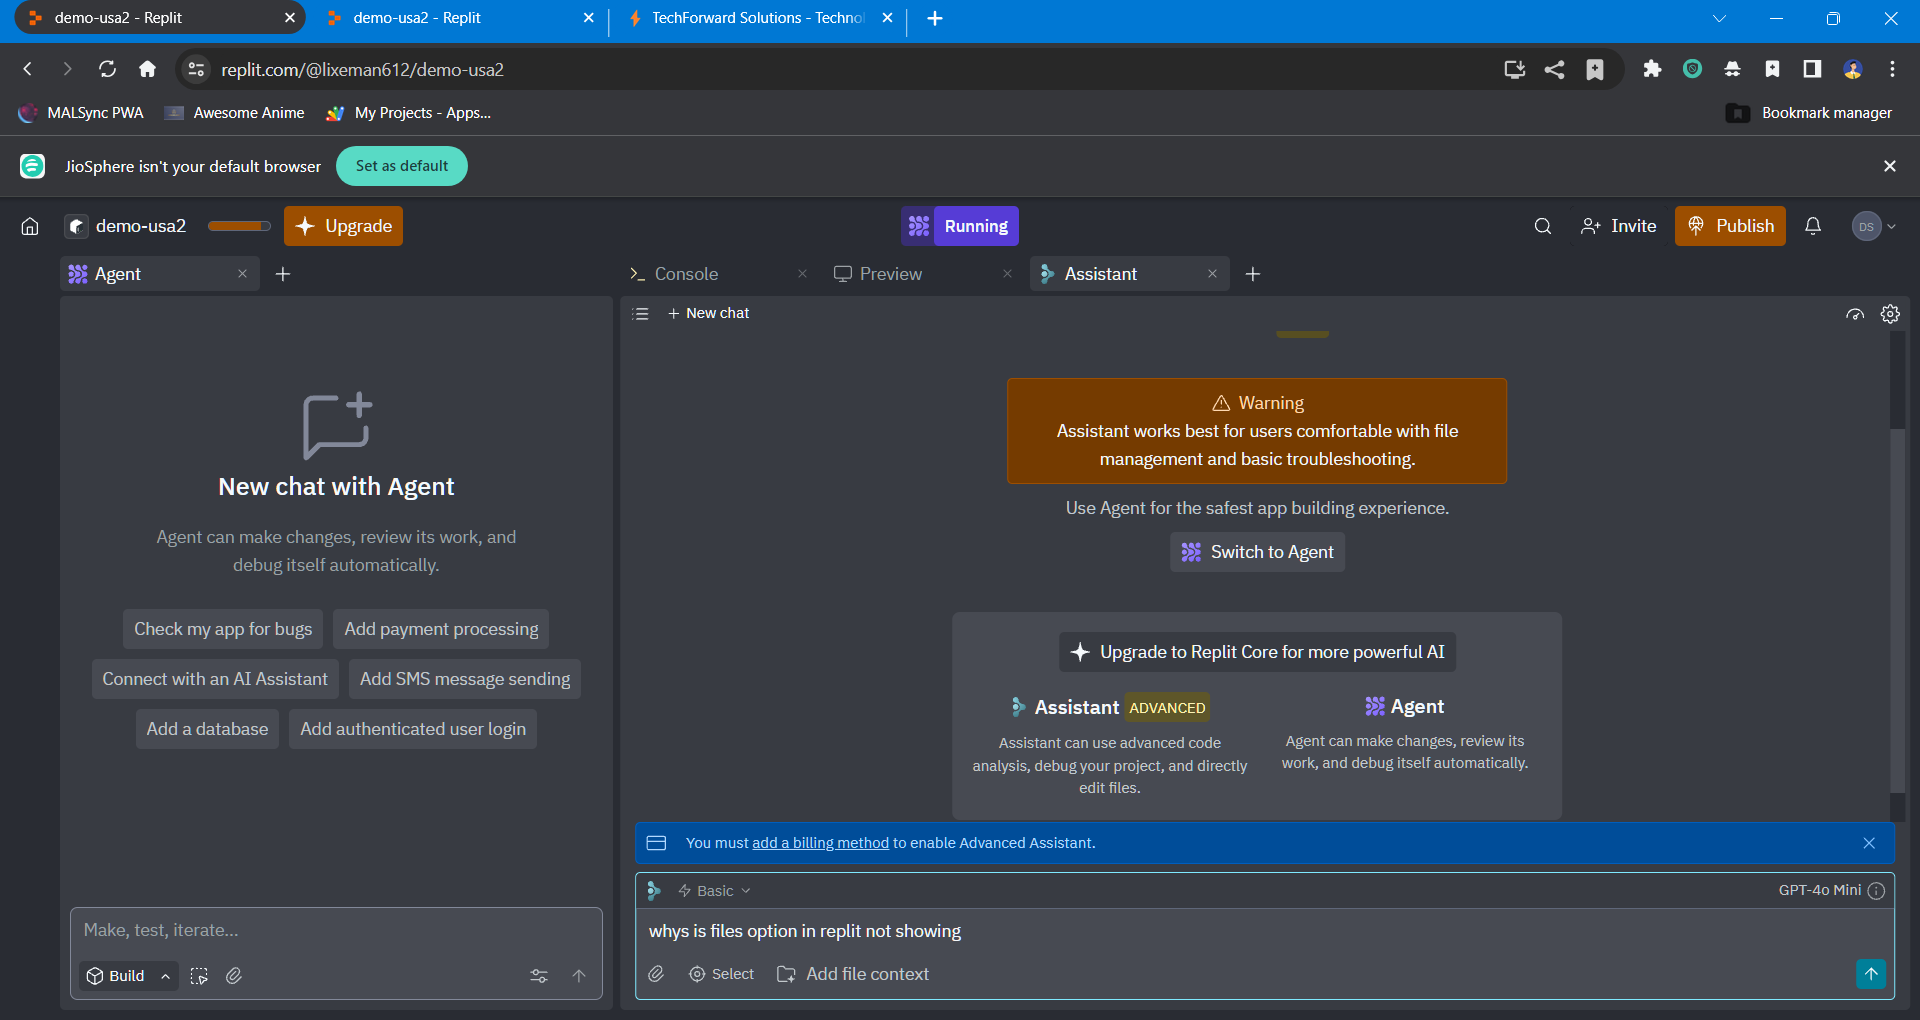 demo-usa2 - Replit
demo-usa2 - Replit
TechForward Solutions - Techno
replit.com/@lixeman612/demo-usa2
MALSync PWA
Awesome Anime
My Projects - Apps...
Bookmark manager
JioSphere isn't your default browser
Set as default
demo-usa2
Upgrade
Running
Invite
Publish
DS
Agent
Console
Preview
Assistant
New chat
New chat with Agent
Agent can make changes, review its work, and
debug itself automatically.
Check my app for bugs
Add payment processing
Connect with an AI Assistant
Add SMS message sending
Add a database
Add authenticated user login
Make, test, iterate...
Build
Warning
Assistant works best for users comfortable with file
management and basic troubleshooting.
Use Agent for the safest app building experience.
Switch to Agent
Upgrade to Replit Core for more powerful AI
Assistant ADVANCED
Assistant can use advanced code
analysis, debug your project, and directly
edit files.
Agent
Agent can make changes, review its
work, and debug itself automatically.
You must add a billing method to enable Advanced Assistant.
Basic
GPT-4o Mini
whys is files option in replit not showing
Select
Add file context